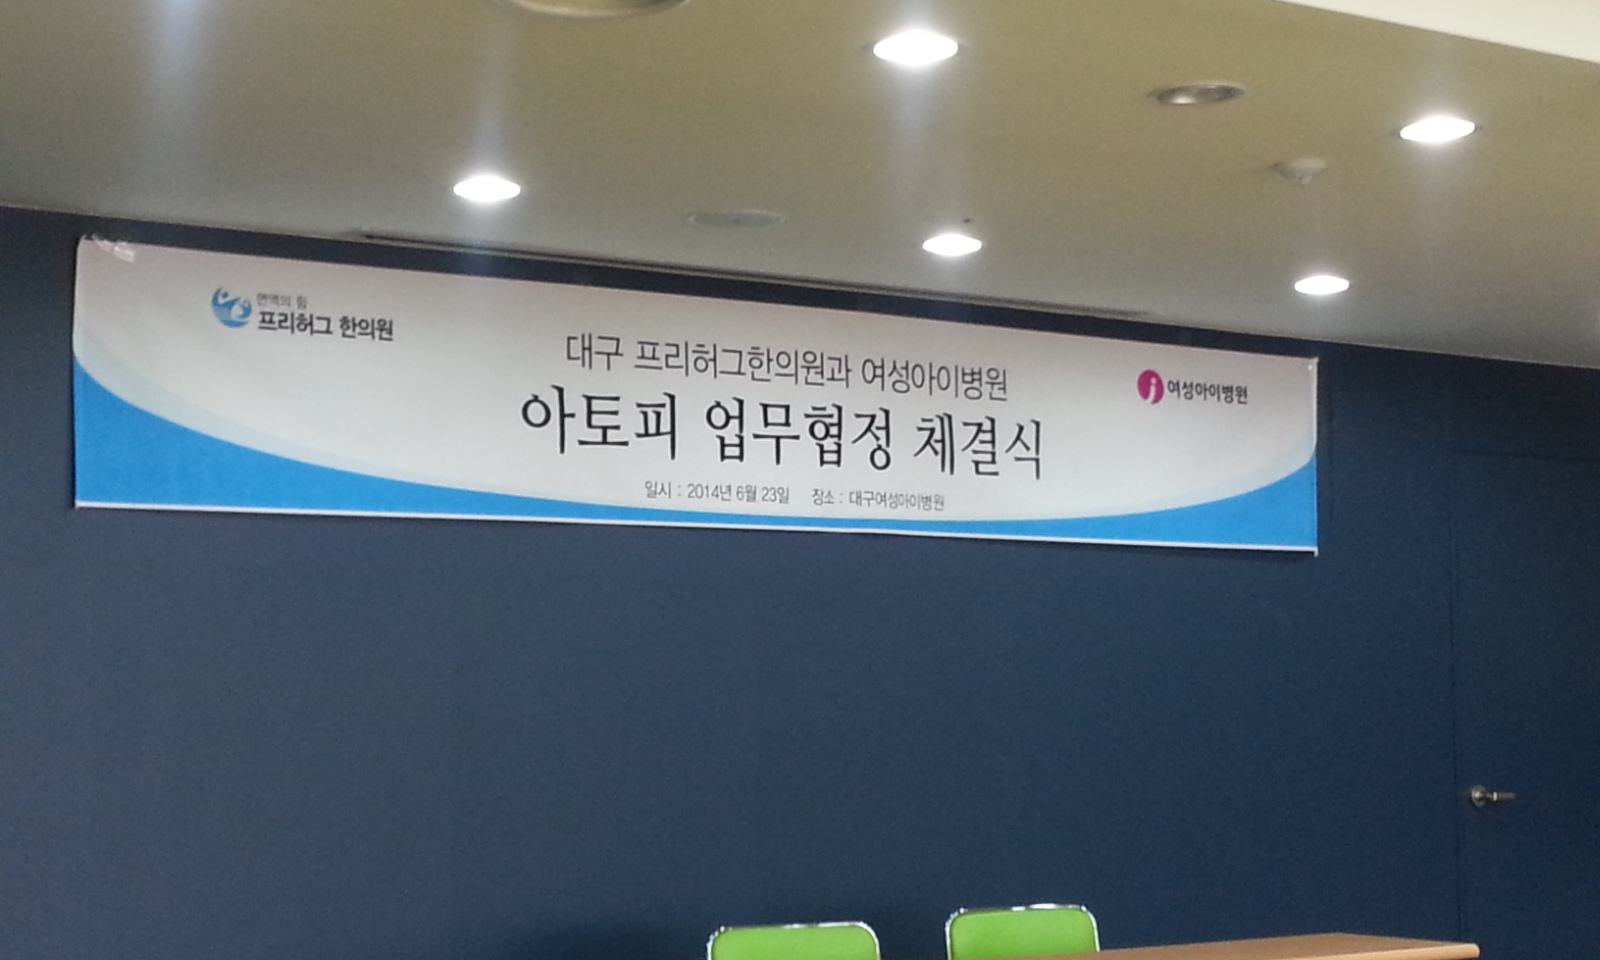 면역의 힘
프리허그 한의원
대구 프리허그한의원과 여성아이병원
여성아이병원
아토피 업무협정 체결식
일시 : 2014년 6월 23일 장소 : 대구여성아이병원